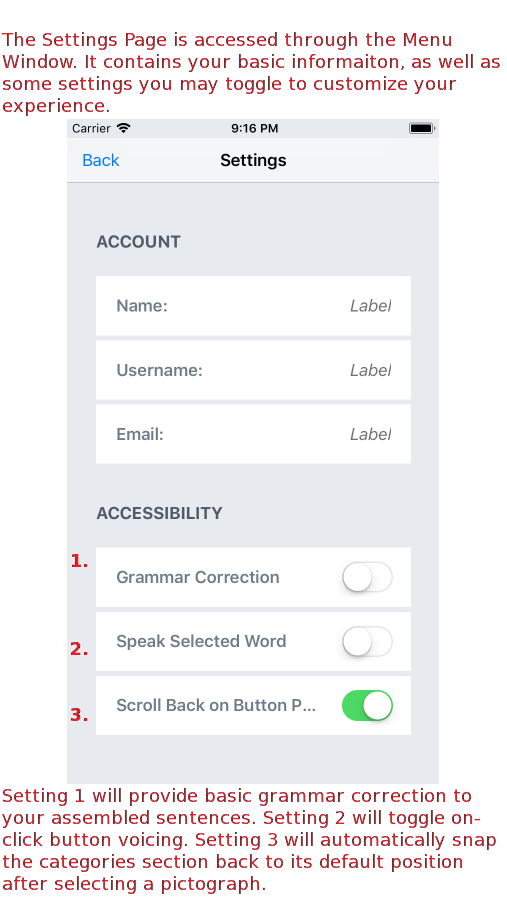 The Settings Page is accessed through the Menu
Window. It contains your basic informaiton, as well as
some settings you may toggle to customize your
experience.
Carrier 9:16 PM
Back Settings
ACCOUNT
Name: Label
Username: Label
Email: Label
ACCESSIBILITY
1. Grammar Correction
2. Speak Selected Word
3. Scroll Back on Button P...
Setting 1 will provide basic grammar correction to
your assembled sentences. Setting 2 will toggle on-
click button voicing. Setting 3 will automatically snap
the categories section back to its default position
after selecting a pictograph.